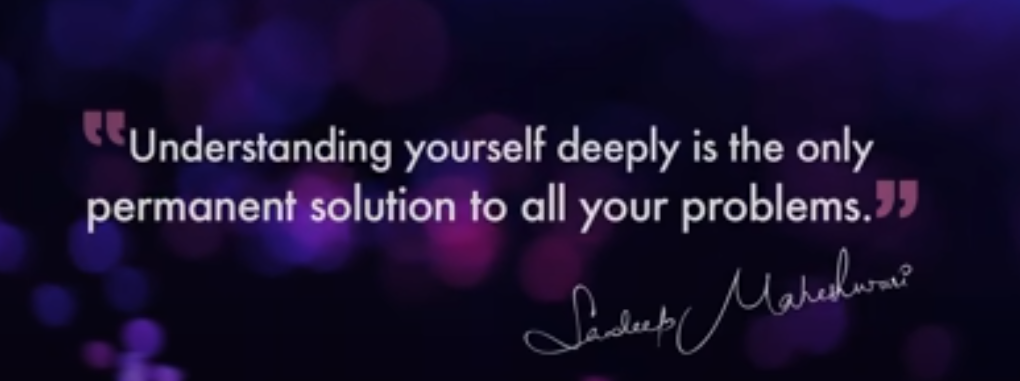 “Understanding yourself deeply is the only
permanent solution to all your problems.”
Sandeep Maheshwari